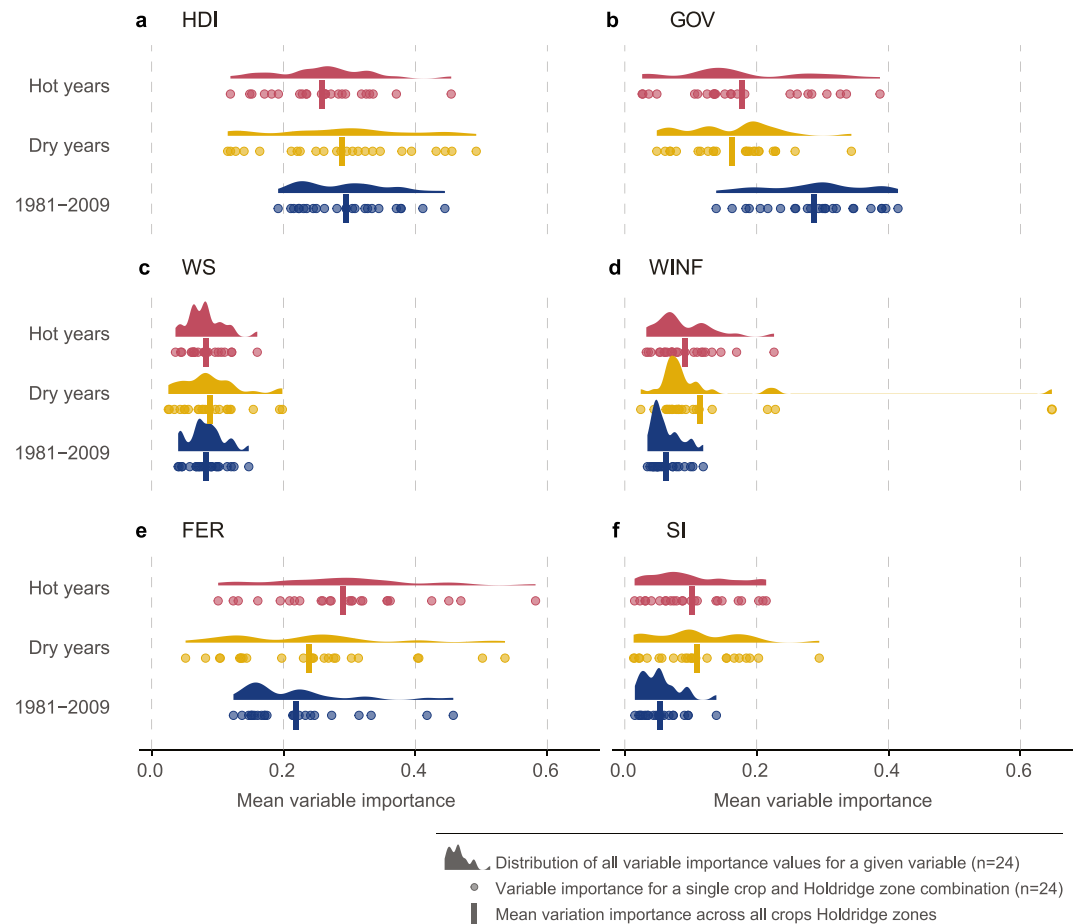 a HDI
b GOV
Hot years
Dry years
1981−2009
c WS
d WINF
Hot years
Dry years
1981−2009
e FER
f SI
Hot years
Dry years
1981−2009
0.0 0.2 0.4 0.6
0.0 0.2 0.4 0.6
Mean variable importance
Mean variable importance
Distribution of all variable importance values for a given variable (n=24)
Variable importance for a single crop and Holdridge zone combination (n=24)
Mean variation importance across all crops Holdridge zones